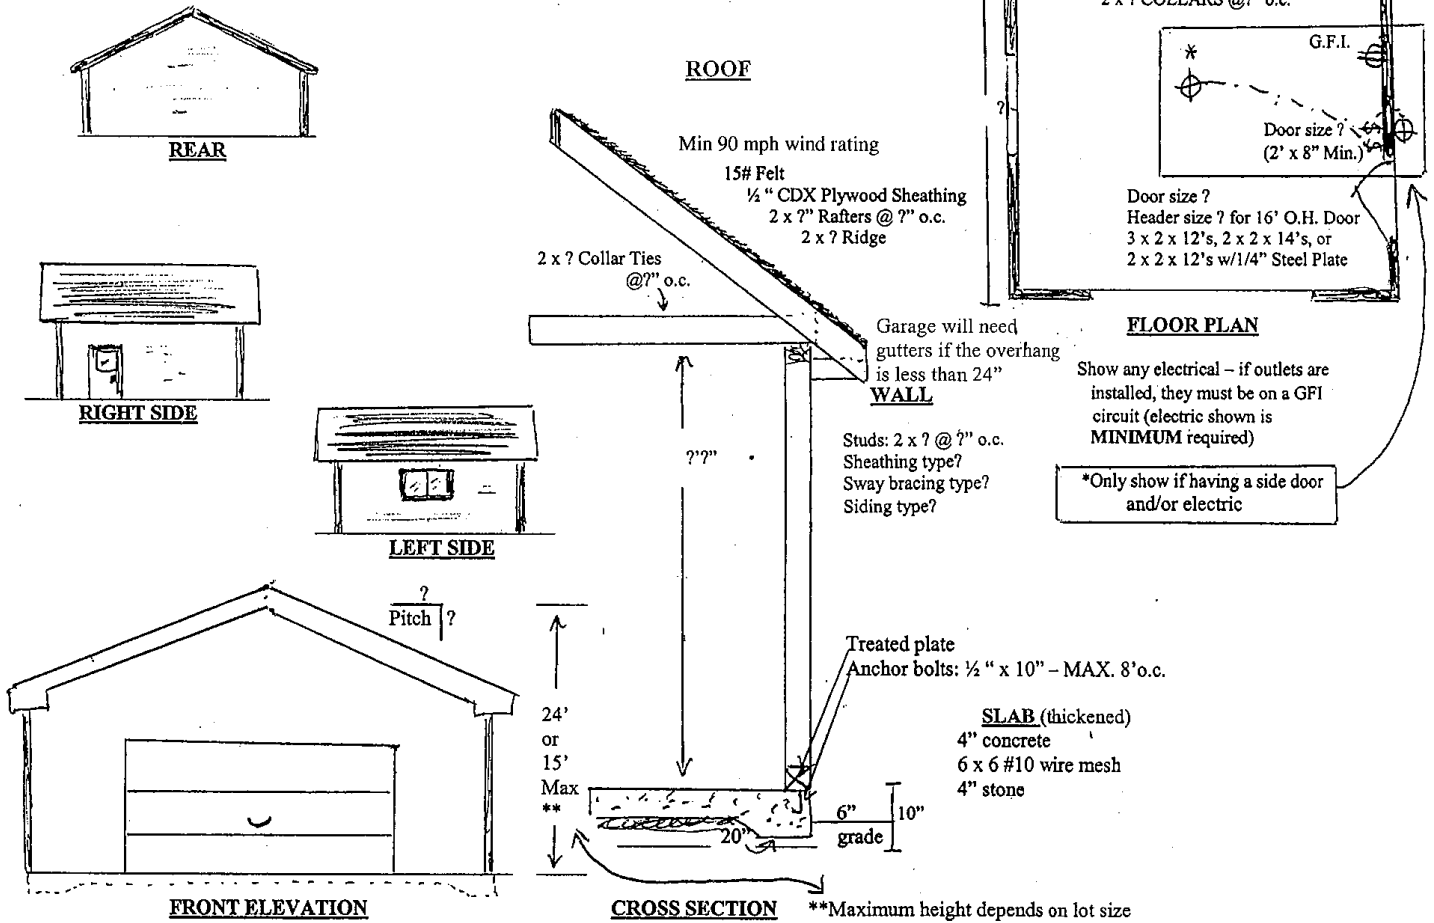 REAR
RIGHT SIDE
LEFT SIDE
?
Pitch ?
24'
or
15'
Max
**
FRONT ELEVATION
ROOF
Min 90 mph wind rating
15# Felt
½ “ CDX Plywood Sheathing
2 x ?” Rafters @ ?” o.c.
2 x ? Ridge
2 x ? Collar Ties
@?” o.c.
Garage will need
gutters if the overhang
is less than 24”
WALL
Studs: 2 x ? @ ?” o.c.
Sheathing type?
Sway bracing type?
Siding type?
?'?”
Treated plate
Anchor bolts: ½ “ x 10” – MAX. 8'o.c.
SLAB (thickened)
4” concrete
6 x 6 #10 wire mesh
4” stone
6”
10”
grade
20”
CROSS SECTION
**Maximum height depends on lot size
2 x ? COLLARS @? o.c.
G.F.I.
*
?
Door size ?
(2' x 8” Min.)
$
$
Door size ?
Header size ? for 16' O.H. Door
3 x 2 x 12's, 2 x 2 x 14's, or
2 x 2 x 12's w/1/4” Steel Plate
FLOOR PLAN
Show any electrical – if outlets are
installed, they must be on a GFI
circuit (electric shown is
MINIMUM required)
*Only show if having a side door
and/or electric